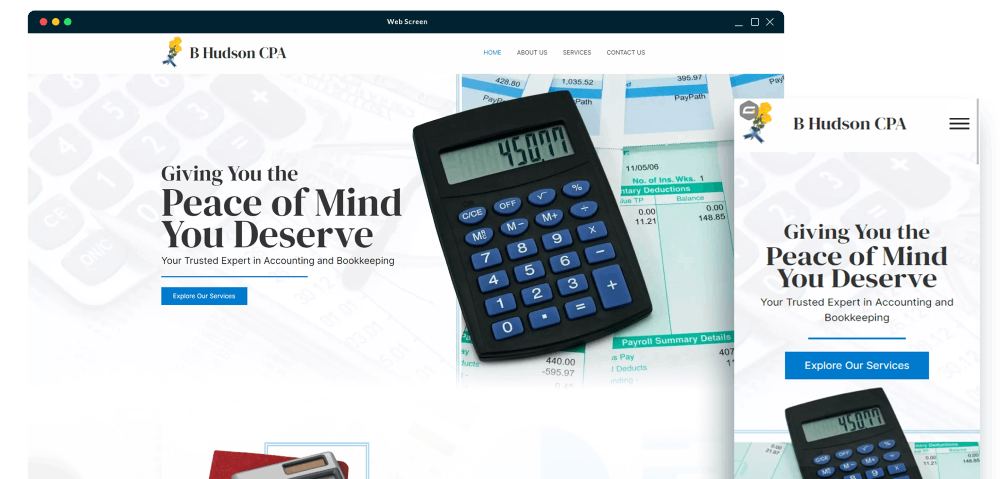 Web Screen
B Hudson CPA
HOME ABOUT US SERVICES CONTACT US
Giving You the
Peace of Mind
You Deserve
Your Trusted Expert in Accounting and Bookkeeping
Explore Our Services
428.80 1,035.52 395.97
PayPath PayPath
45077
C/CE OFF √ %
M- M+ ÷
7 8 9 X
4 5 6 −
1 2 3 +
0 . =
11/05/06
No. of Ins. Wks. 1
Deductions
Balance
0.00 0.00
11.21 148.85
Payroll Summary Details
440.00
-595.97
Pay
Deducts
B Hudson CPA
Giving You the
Peace of Mind
You Deserve
Your Trusted Expert in Accounting and
Bookkeeping
Explore Our Services
45077
C/CE OFF √ %